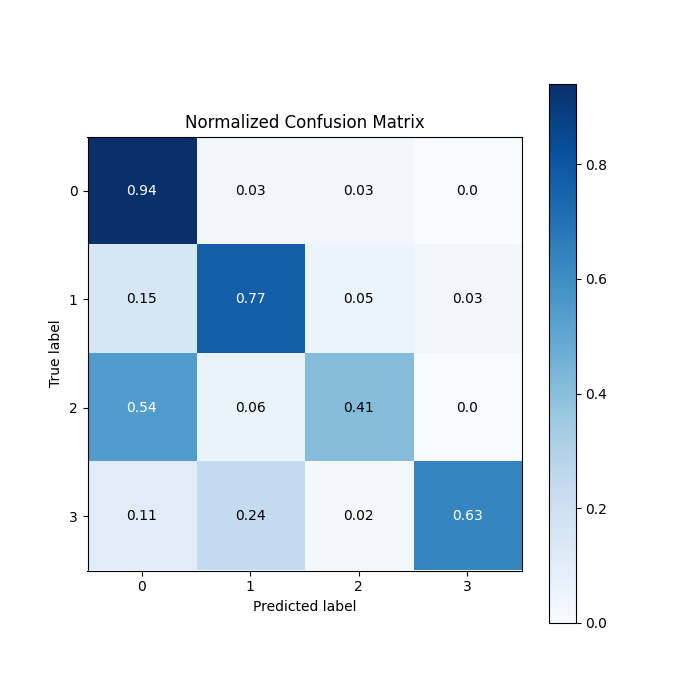 Normalized Confusion Matrix
0 0.94 0.03 0.03 0.0
1 0.15 0.77 0.05 0.03
2 0.54 0.06 0.41 0.0
3 0.11 0.24 0.02 0.63
0 1 2 3
True label
Predicted label
0.8
0.6
0.4
0.2
0.0